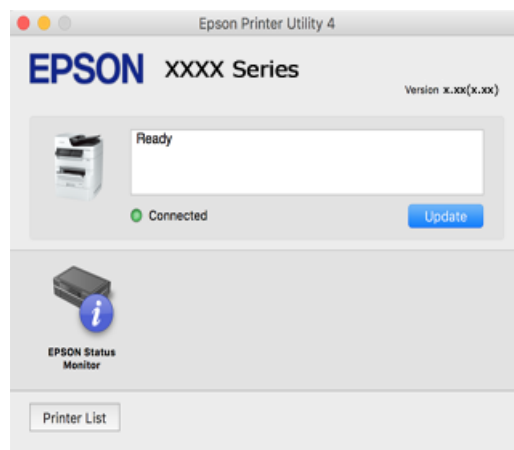 Epson Printer Utility 4
EPSON XXXX Series
Version x.xx(x.xx)
Ready
Connected
Update
EPSON Status
Monitor
Printer List